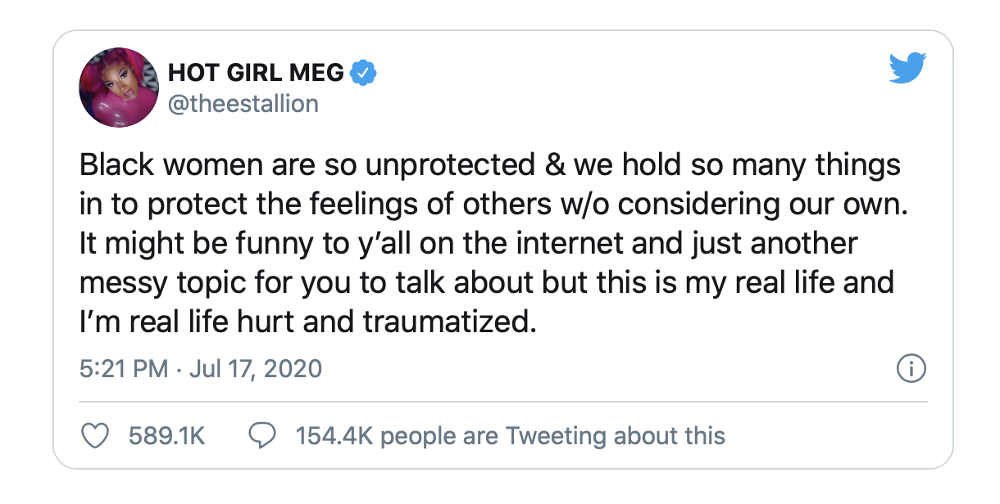 HOT GIRL MEG
@theestallion
Black women are so unprotected & we hold so many things
in to protect the feelings of others w/o considering our own.
It might be funny to y’all on the internet and just another
messy topic for you to talk about but this is my real life and
I’m real life hurt and traumatized.
5:21 PM · Jul 17, 2020
589.1K 154.4K people are Tweeting about this